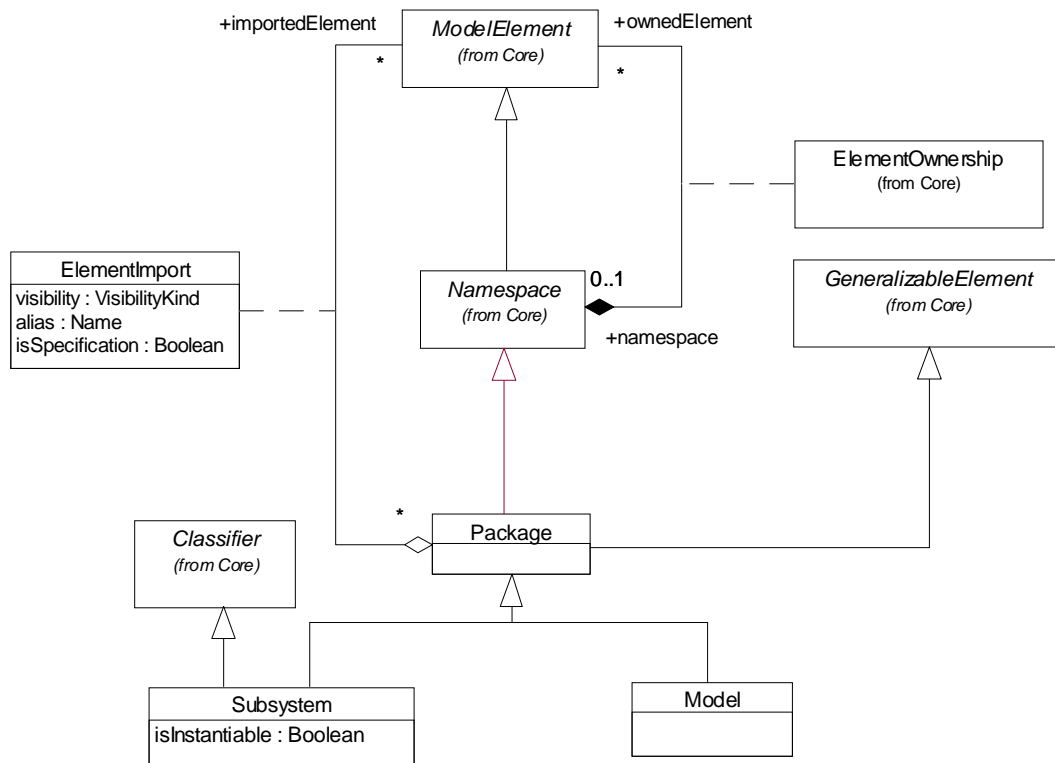 +importedElement
ModelElement
(from Core)
+ownedElement
*
*
ElementOwnership
(from Core)
ElementImport
visibility : VisibilityKind
alias : Name
isSpecification : Boolean
Namespace
(from Core)
0..1
+namespace
GeneralizableElement
(from Core)
*
Package
Classifier
(from Core)
Subsystem
isInstantiable : Boolean
Model